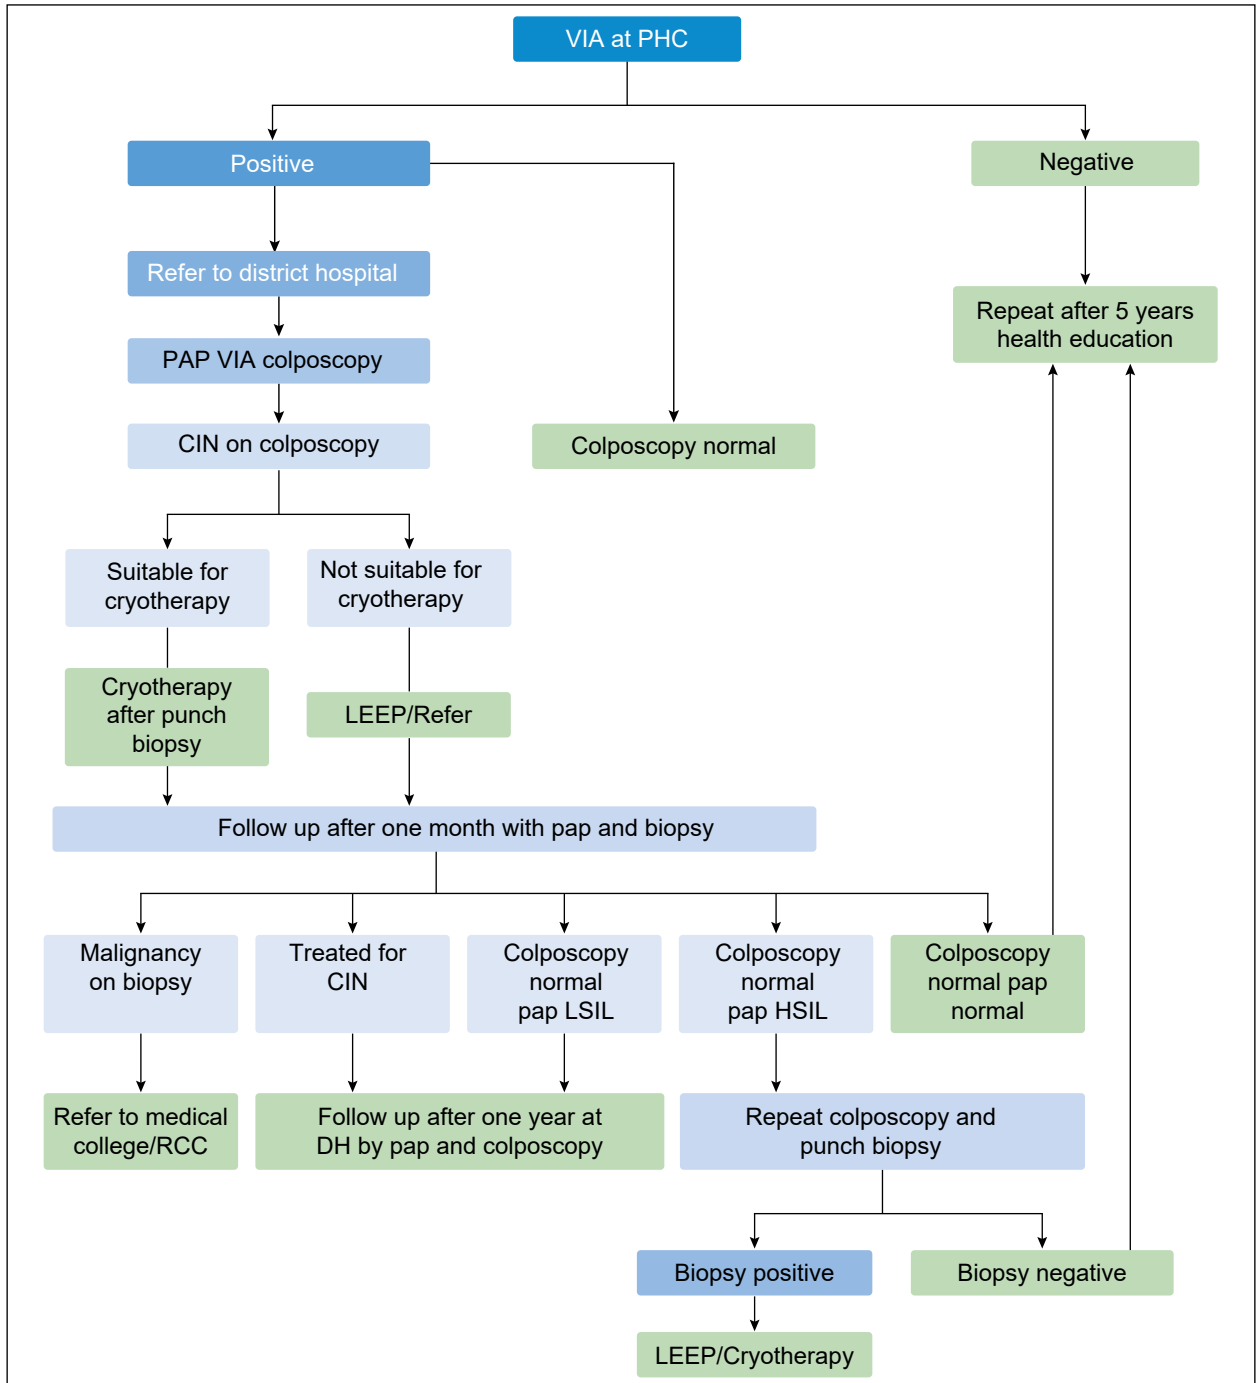 VIA at PHC
Positive
Negative
Refer to district hospital
Repeat after 5 years
health education
PAP VIA colposcopy
CIN on colposcopy
Colposcopy normal
Suitable for
cryotherapy
Not suitable for
cryotherapy
Cryotherapy
after punch
biopsy
LEEP/Refer
Follow up after one month with pap and biopsy
Malignancy
on biopsy
Treated for
CIN
Colposcopy
normal
pap LSIL
Colposcopy
normal
pap HSIL
Colposcopy
normal pap
normal
Refer to medical
college/RCC
Follow up after one year at
DH by pap and colposcopy
Repeat colposcopy and
punch biopsy
Biopsy positive
Biopsy negative
LEEP/Cryotherapy